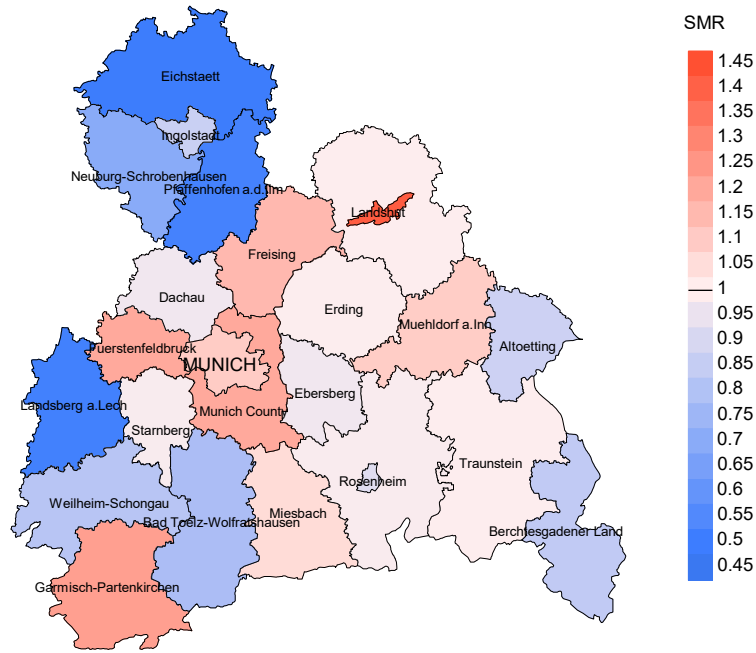 SMR
Eichstaett
Ingolstadt
Neuburg-Schrobenhausen
Pfaffenhofen a.d.Ilm
Landshut
Freising
Dachau
Erding
Muehldorf a.Inn
Altoetting
Fuerstenfeldbruck
MUNICH
Ebersberg
Landsberg a.Lech
Munich County
Starnberg
Traunstein
Rosenheim
Weilheim-Schongau
Miesbach
Bad Toelz-Wolfratshausen
Berchtesgadener Land
Garmisch-Partenkirchen
1.45
1.4
1.35
1.3
1.25
1.2
1.15
1.1
1.05
1
0.95
0.9
0.85
0.8
0.75
0.7
0.65
0.6
0.55
0.5
0.45